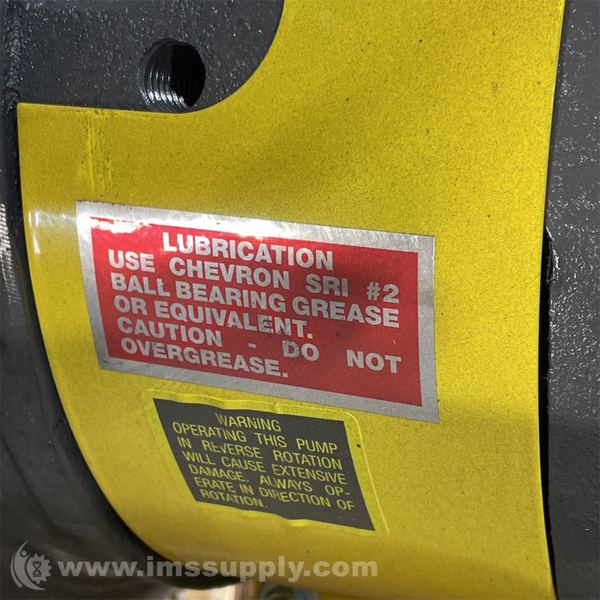 LUBRICATION
USE CHEVRON SRI #2
BALL BEARING GREASE
OR EQUIVALENT.
CAUTION - DO NOT
OVERGREASE.
WARNING
OPERATING THIS PUMP
IN REVERSE ROTATION
WILL CAUSE EXTENSIVE
DAMAGE. ALWAYS OP-
ERATE IN DIRECTION OF
ROTATION.
www.imssupply.com